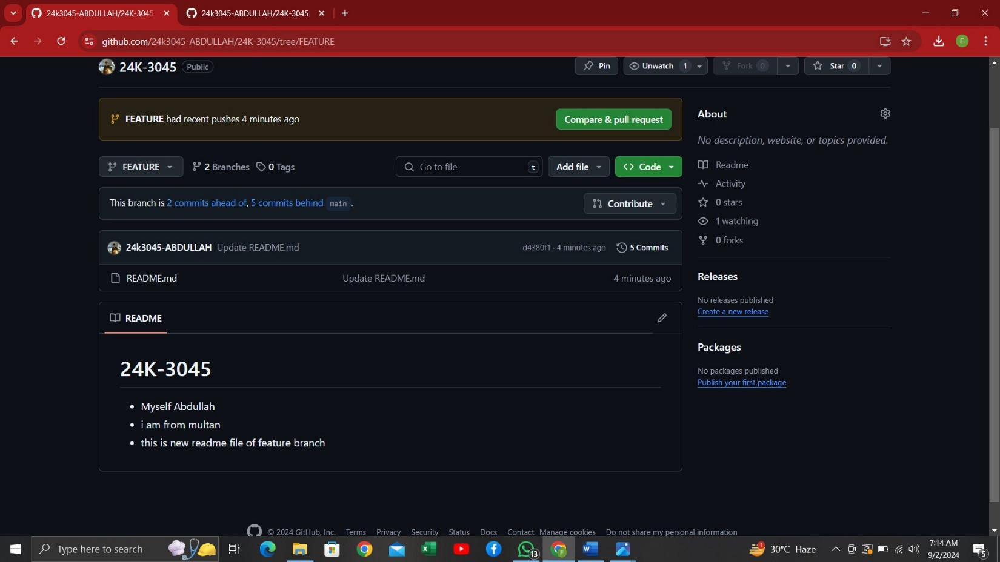 24k3045-ABDULLAH/24K-3045
24k3045-ABDULLAH/24K-3045
github.com/24k3045-ABDULLAH/24K-3045/tree/FEATURE
F
24K-3045 Public
Pin
Unwatch 1
Fork 0
Star 0
FEATURE had recent pushes 4 minutes ago
Compare & pull request
About
No description, website, or topics provided.
FEATURE
2 Branches
0 Tags
Go to file t
Add file
Code
Readme
Activity
0 stars
1 watching
0 forks
This branch is 2 commits ahead of, 5 commits behind main .
Contribute
24k3045-ABDULLAH Update README.md
d4380f1 · 4 minutes ago
5 Commits
README.md
Update README.md
4 minutes ago
Releases
No releases published
Create a new release
README
Packages
No packages published
Publish your first package
24K-3045
Myself Abdullah
i am from multan
this is new readme file of feature branch
© 2024 GitHub, Inc. Terms Privacy Security Status Docs Contact Manage cookies Do not share my personal information
Type here to search
13
30°C Haze
7:14 AM
9/2/2024
5